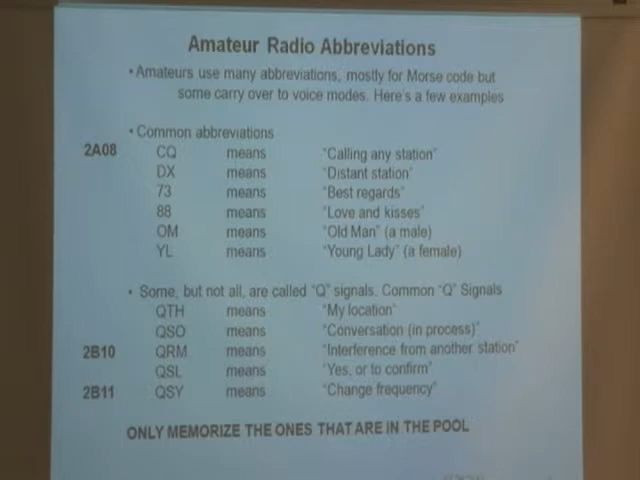 Amateur Radio Abbreviations
• Amateurs use many abbreviations, mostly for Morse code but
some carry over to voice modes. Here's a few examples
• Common abbreviations
2A08 CQ means "Calling any station"
DX means "Distant station"
73 means "Best regards"
88 means "Love and kisses"
OM means "Old Man" (a male)
YL means "Young Lady" (a female)
• Some, but not all, are called "Q" signals. Common "Q" Signals
QTH means "My location"
QSO means "Conversation (in process)"
2B10 QRM means "Interference from another station"
QSL means "Yes, or to confirm"
2B11 QSY means "Change frequency"
ONLY MEMORIZE THE ONES THAT ARE IN THE POOL